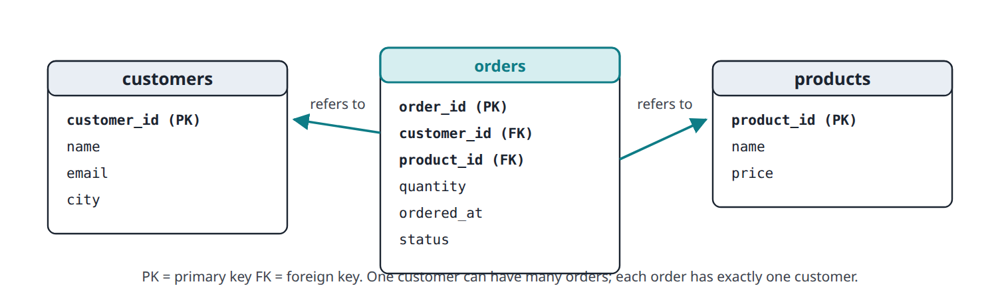 customers
customer_id (PK)
name
email
city
refers to
orders
order_id (PK)
customer_id (FK)
product_id (FK)
quantity
ordered_at
status
refers to
products
product_id (PK)
name
price
PK = primary key FK = foreign key. One customer can have many orders; each order has exactly one customer.